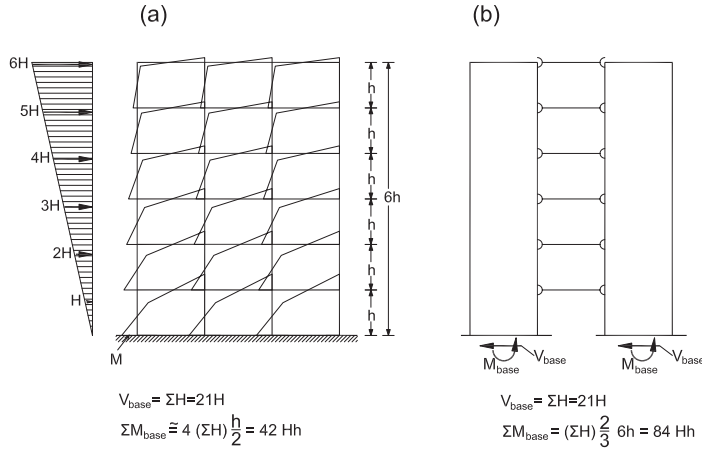 (a)
(b)
6H
5H
4H
3H
2H
H
h
h
h
h
h
h
6h
M
M_base
V_base
M_base
V_base
V_base = ΣH=21H
ΣM_base ≅ 4 (ΣH) h/2 = 42 Hh
V_base = ΣH=21H
ΣM_base = (ΣH) 2/3 6h = 84 Hh